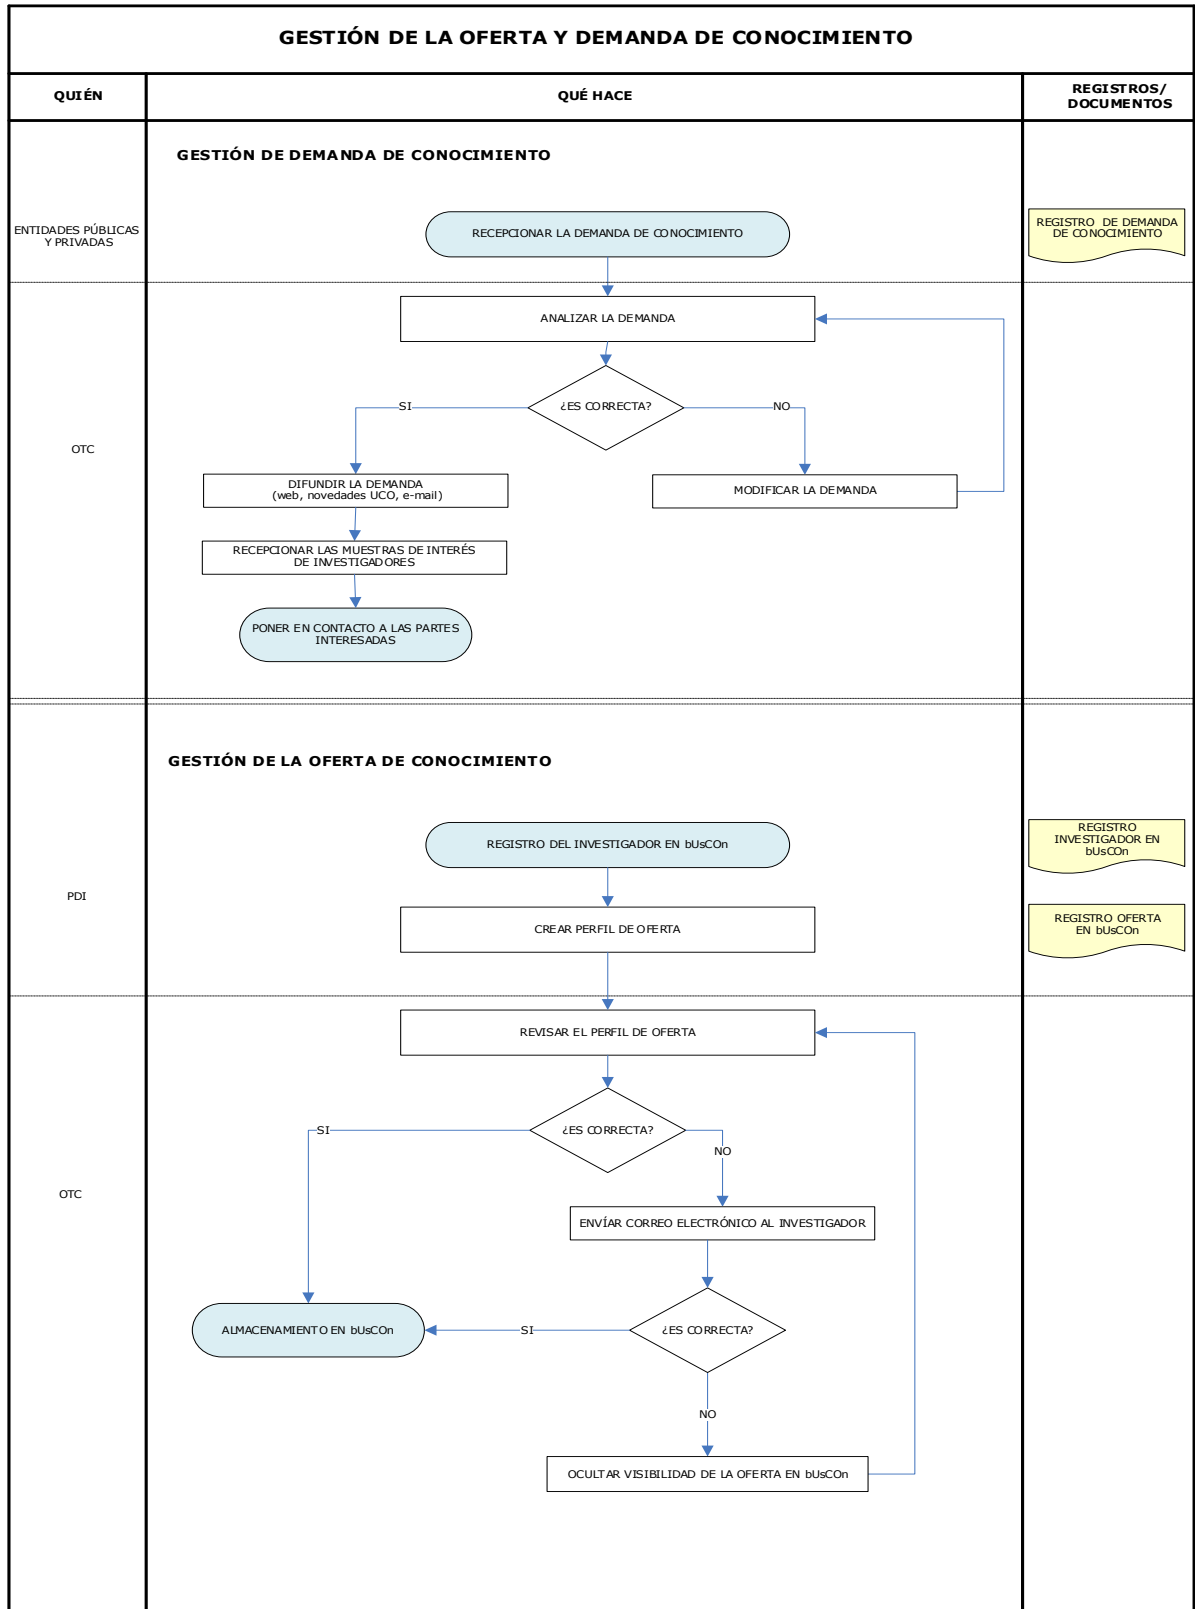 GESTIÓN DE LA OFERTA Y DEMANDA DE CONOCIMIENTO
QUIÉN
QUÉ HACE
REGISTROS/
DOCUMENTOS
GESTIÓN DE DEMANDA DE CONOCIMIENTO
ENTIDADES PÚBLICAS
Y PRIVADAS
RECEPCIONAR LA DEMANDA DE CONOCIMIENTO
REGISTRO DE DEMANDA
DE CONOCIMIENTO
ANALIZAR LA DEMANDA
¿ES CORRECTA?
SI
NO
OTC
DIFUNDIR LA DEMANDA
(web, novedades UCO, e-mail)
MODIFICAR LA DEMANDA
RECEPCIONAR LAS MUESTRAS DE INTERÉS
DE INVESTIGADORES
PONER EN CONTACTO A LAS PARTES
INTERESADAS
GESTIÓN DE LA OFERTA DE CONOCIMIENTO
REGISTRO DEL INVESTIGADOR EN bUsCOn
REGISTRO
INVESTIGADOR EN
bUsCOn
PDI
CREAR PERFIL DE OFERTA
REGISTRO OFERTA
EN bUsCOn
REVISAR EL PERFIL DE OFERTA
¿ES CORRECTA?
SI
NO
OTC
ENVÍAR CORREO ELECTRÓNICO AL INVESTIGADOR
ALMACENAMIENTO EN bUsCOn
SI
¿ES CORRECTA?
NO
OCULTAR VISIBILIDAD DE LA OFERTA EN bUsCOn